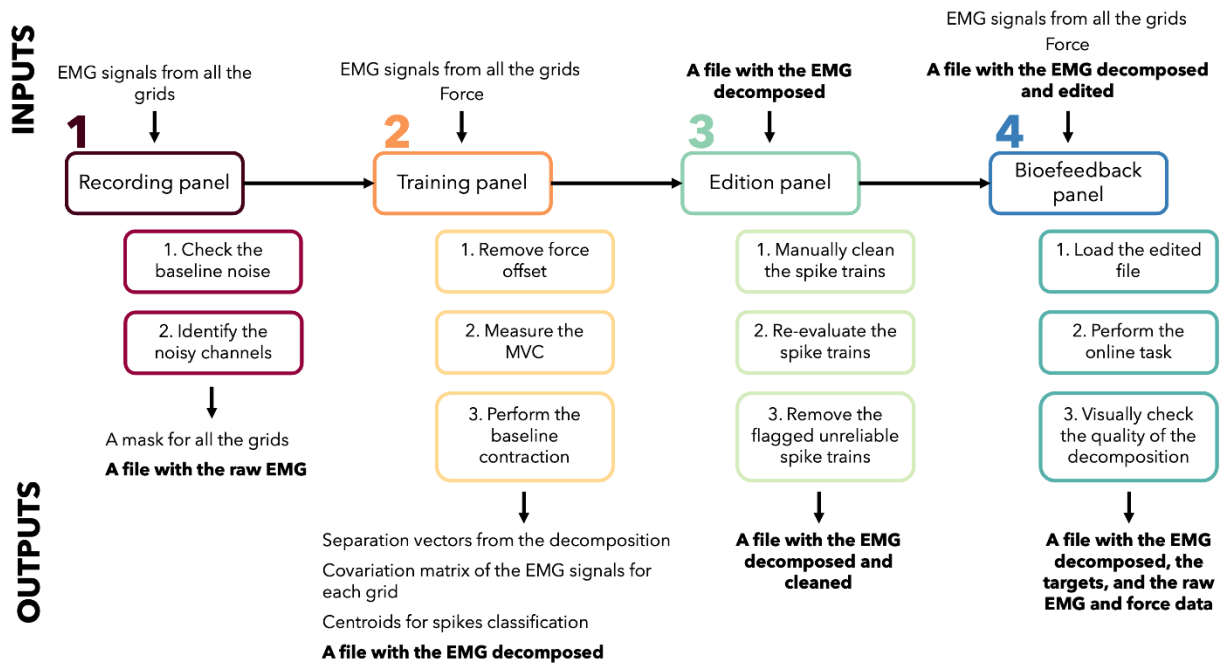 INPUTS
EMG signals from all the
grids
1
Recording panel
1. Check the
baseline noise
2. Identify the
noisy channels
A mask for all the grids
A file with the raw EMG
EMG signals from all the grids
Force
2
Training panel
1. Remove force
offset
2. Measure the
MVC
3. Perform the
baseline
contraction
Separation vectors from the decomposition
Covariation matrix of the EMG signals for
each grid
Centroids for spikes classification
A file with the EMG decomposed
A file with the EMG
decomposed
3
Edition panel
1. Manually clean
the spike trains
2. Re-evaluate the
spike trains
3. Remove the
flagged unreliable
spike trains
A file with the EMG
decomposed and
cleaned
EMG signals from all the grids
Force
A file with the EMG decomposed
and edited
4
Bioefeedback
panel
1. Load the edited
file
2. Perform the
online task
3. Visually check
the quality of the
decomposition
A file with the EMG
decomposed, the
targets, and the raw
EMG and force data
OUTPUTS